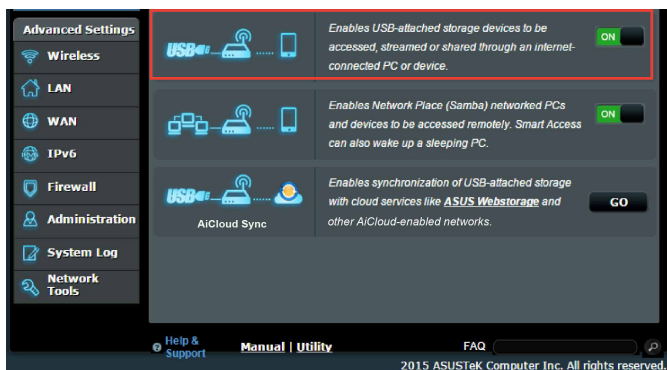 Advanced Settings
Wireless
LAN
WAN
IPv6
Firewall
Administration
System Log
Network
Tools
USB
Enables USB-attached storage devices to be
accessed, streamed or shared through an internet-
connected PC or device.
ON
Enables Network Place (Samba) networked PCs
and devices to be accessed remotely. Smart Access
can also wake up a sleeping PC.
ON
USB
AiCloud Sync
Enables synchronization of USB-attached storage
with cloud services like ASUS Webstorage and
other AiCloud-enabled networks.
GO
Help &
Support
Manual | Utility
FAQ
2015 ASUSTeK Computer Inc. All rights reserved.